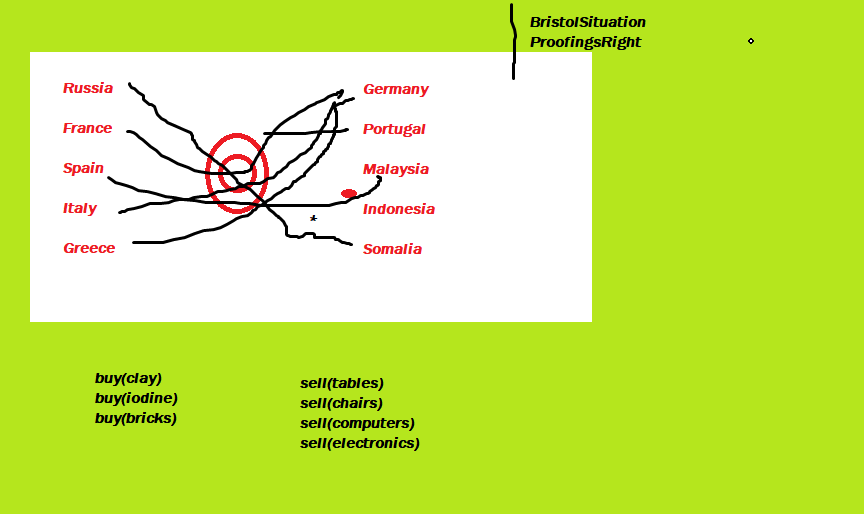 BristolSituation
ProofingsRight
Russia
France
Spain
Italy
Greece
Germany
Portugal
Malaysia
Indonesia
Somalia
*
buy(clay)
buy(iodine)
buy(bricks)
sell(tables)
sell(chairs)
sell(computers)
sell(electronics)